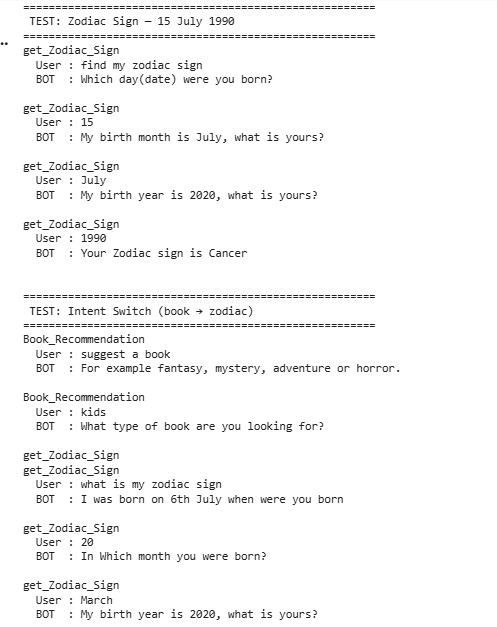 =======================================================
TEST: Zodiac Sign — 15 July 1990
=======================================================
get_Zodiac_Sign
User : find my zodiac sign
BOT : Which day(date) were you born?
get_Zodiac_Sign
User : 15
BOT : My birth month is July, what is yours?
get_Zodiac_Sign
User : July
BOT : My birth year is 2020, what is yours?
get_Zodiac_Sign
User : 1990
BOT : Your Zodiac sign is Cancer
=======================================================
TEST: Intent Switch (book → zodiac)
=======================================================
Book_Recommendation
User : suggest a book
BOT : For example fantasy, mystery, adventure or horror.
Book_Recommendation
User : kids
BOT : What type of book are you looking for?
get_Zodiac_Sign
get_Zodiac_Sign
User : what is my zodiac sign
BOT : I was born on 6th July when were you born
get_Zodiac_Sign
User : 20
BOT : In Which month you were born?
get_Zodiac_Sign
User : March
BOT : My birth year is 2020, what is yours?